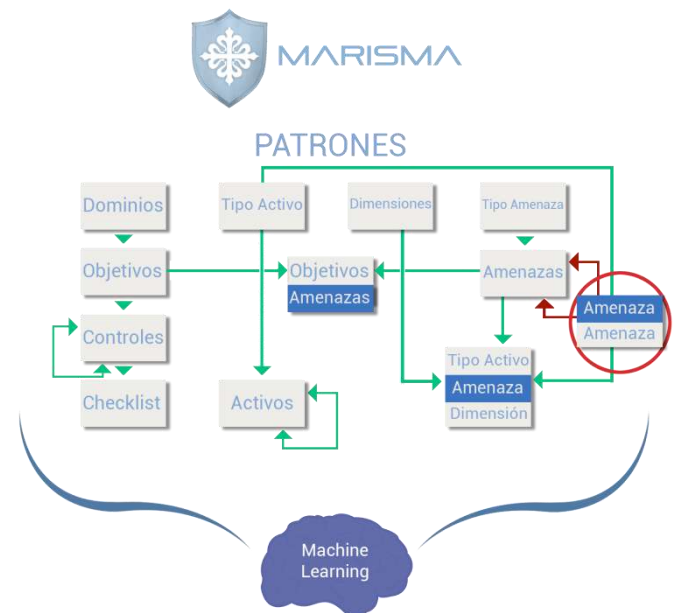 MARISMA
PATRONES
Dominios
Tipo Activo
Dimensiones
Tipo Amenaza
Objetivos
Objetivos
Amenazas
Amenazas
Amenaza
Amenaza
Controles
Tipo Activo
Amenaza
Dimensión
Checklist
Activos
Machine
Learning